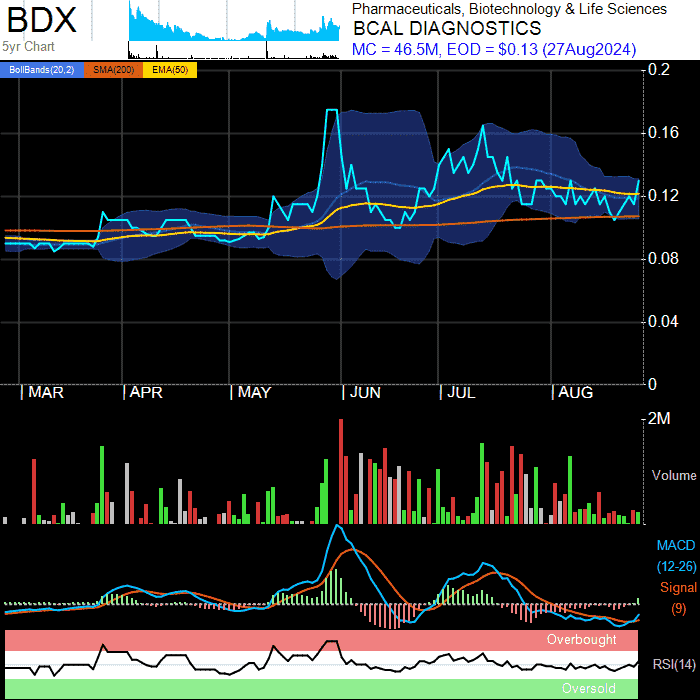 BDX
5yr Chart
Pharmaceuticals, Biotechnology & Life Sciences
BCAL DIAGNOSTICS
MC = 46.5M, EOD = $0.13 (27Aug2024)
BollBands(20,2) SMA(200) EMA(50)
0.2
0.16
0.12
0.08
0.04
0
MAR APR MAY JUN JUL AUG
2M
Volume
MACD
(12-26)
Signal
(9)
Overbought
RSI(14)
Oversold